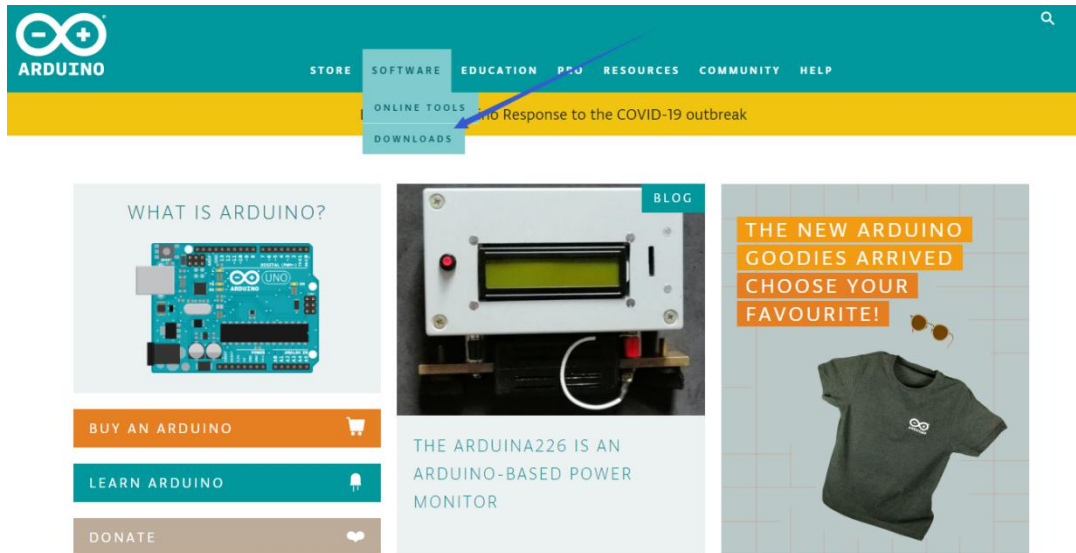 ARDUINO
STORE SOFTWARE EDUCATION PRO RESOURCES COMMUNITY HELP
ONLINE TOOLS
DOWNLOADS
Response to the COVID-19 outbreak
WHAT IS ARDUINO?
UNO
ARDUINO
BUY AN ARDUINO
LEARN ARDUINO
DONATE
BLOG
THE ARDUINA226 IS AN
ARDUINO-BASED POWER
MONITOR
THE NEW ARDUINO
GOODIES ARRIVED
CHOOSE YOUR
FAVOURITE!